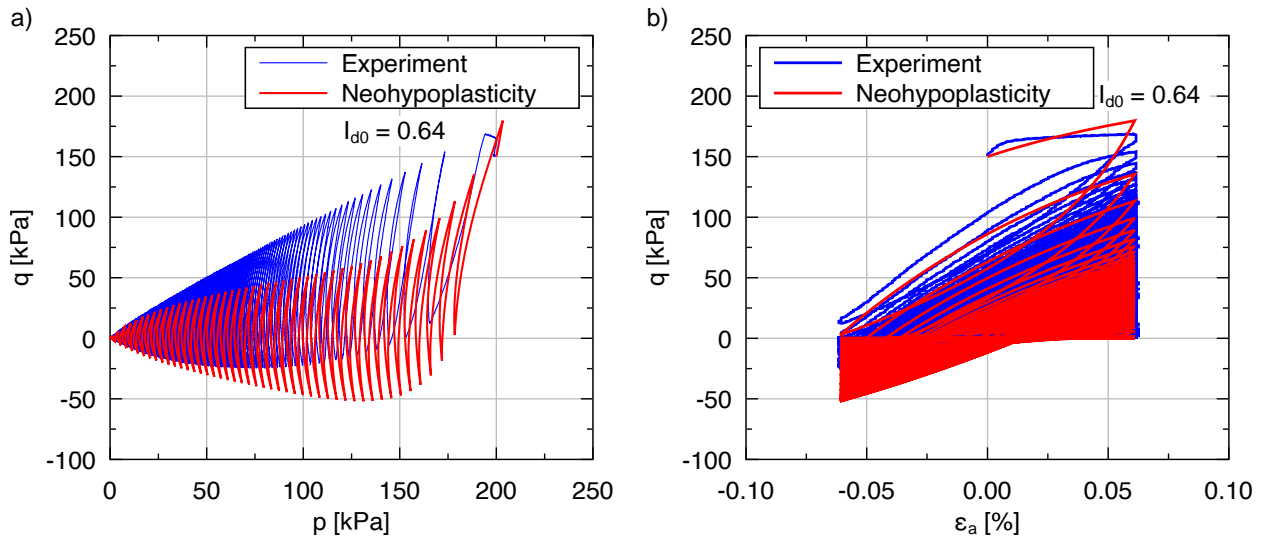 a)
250
200
150
100
50
0
-50
-100
q [kPa]
Experiment
Neohypoplasticity
I_d0 = 0.64
0
50
100
150
200
250
p [kPa]
b)
250
200
150
100
50
0
-50
-100
q [kPa]
Experiment
Neohypoplasticity
I_d0 = 0.64
-0.10
-0.05
0.00
0.05
0.10
ε_a [%]